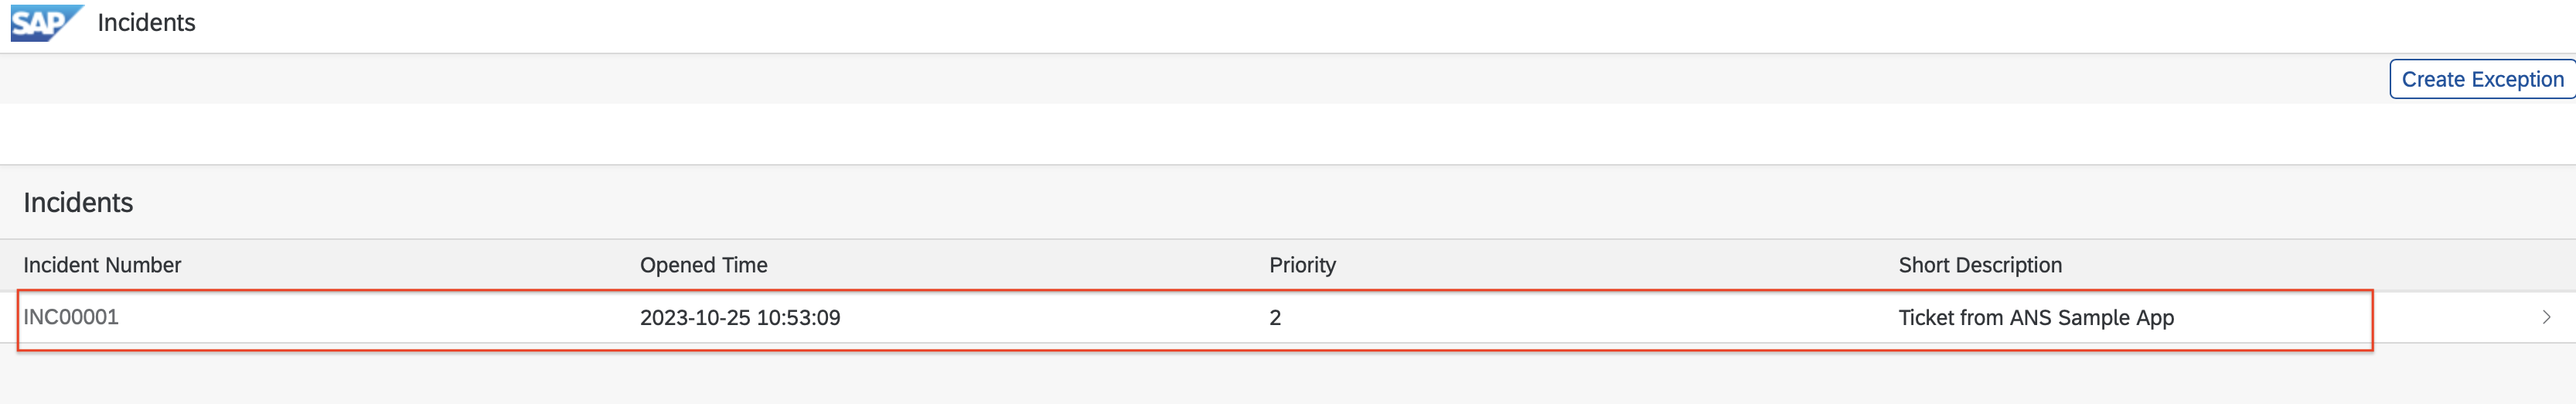 SAP Incidents
Create Exception
Incidents
Incident Number Opened Time Priority Short Description
INC00001 2023-10-25 10:53:09 2 Ticket from ANS Sample App